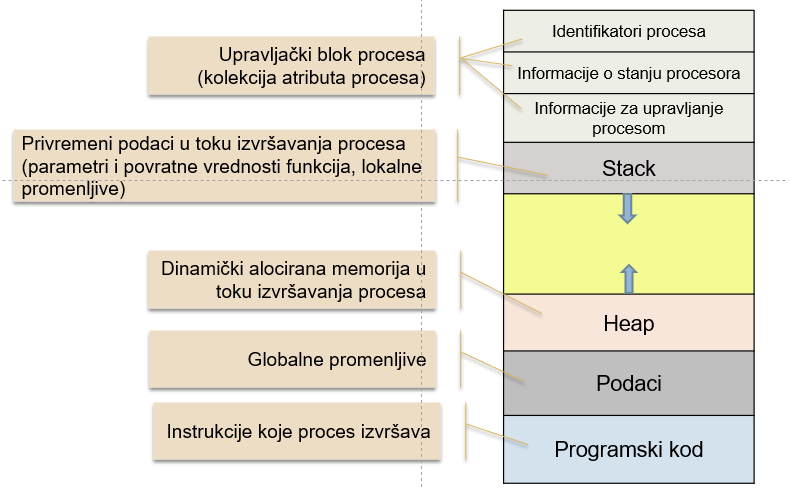 Upravljački blok procesa
(kolekcija atributa procesa)
Identifikatori procesa
Informacije o stanju procesora
Informacije za upravljanje
procesom
Privremeni podaci u toku izvršavanja procesa
(parametri i povratne vrednosti funkcija, lokalne
promenljive)
Stack
Dinamički alocirana memorija u
toku izvršavanja procesa
Heap
Globalne promenljive
Podaci
Instrukcije koje proces izvršava
Programski kod